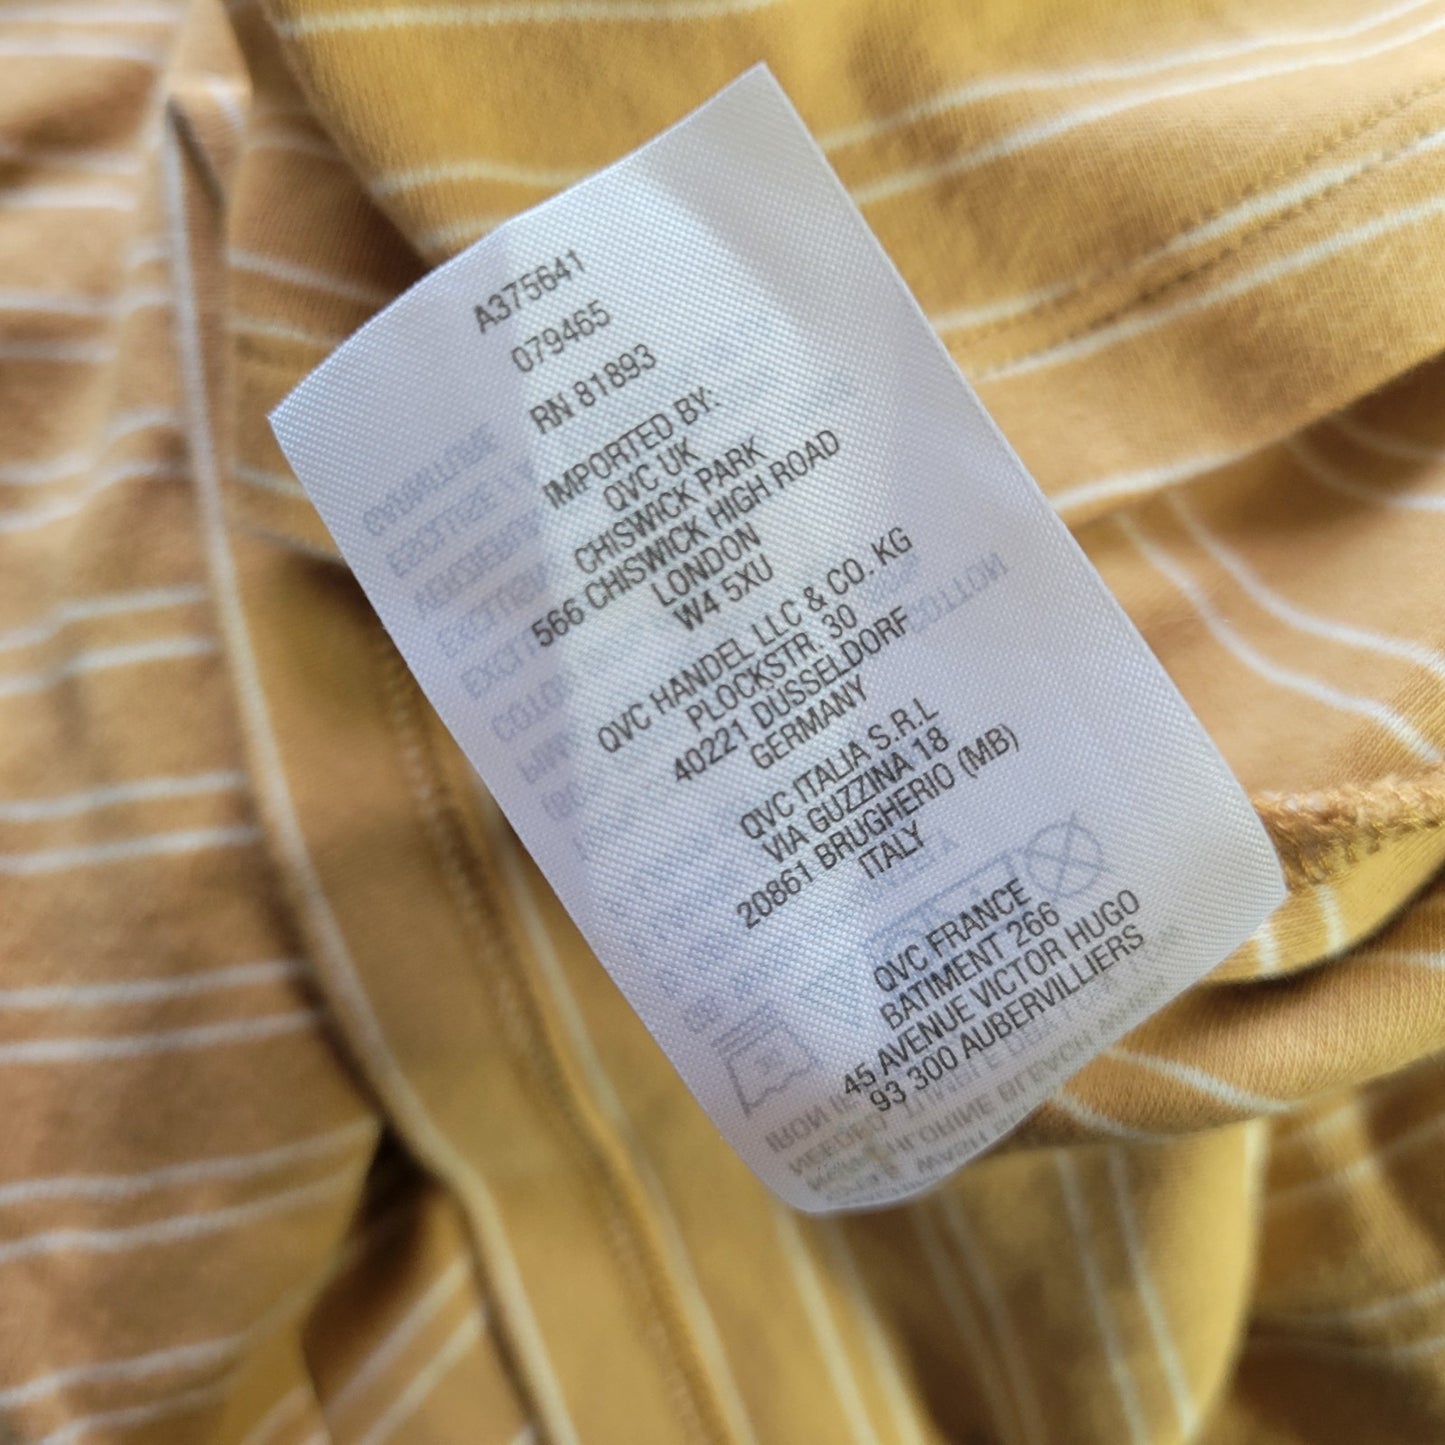 A375641
079465
RN 81893
IMPORTED BY:
QVC UK
CHISWICK PARK
566 CHISWICK HIGH ROAD
LONDON
W4 5XU
QVC HANDEL LLC & CO. KG
PLOCKSTR. 30
40221 DUSSELDORF
GERMANY
QVC ITALIA S.R.L
VIA GUZZINA 18
20861 BRUGHERIO (MB)
ITALY
QVC FRANCE
BATIMENT 266
45 AVENUE VICTOR HUGO
93 300 AUBERVILLIERS